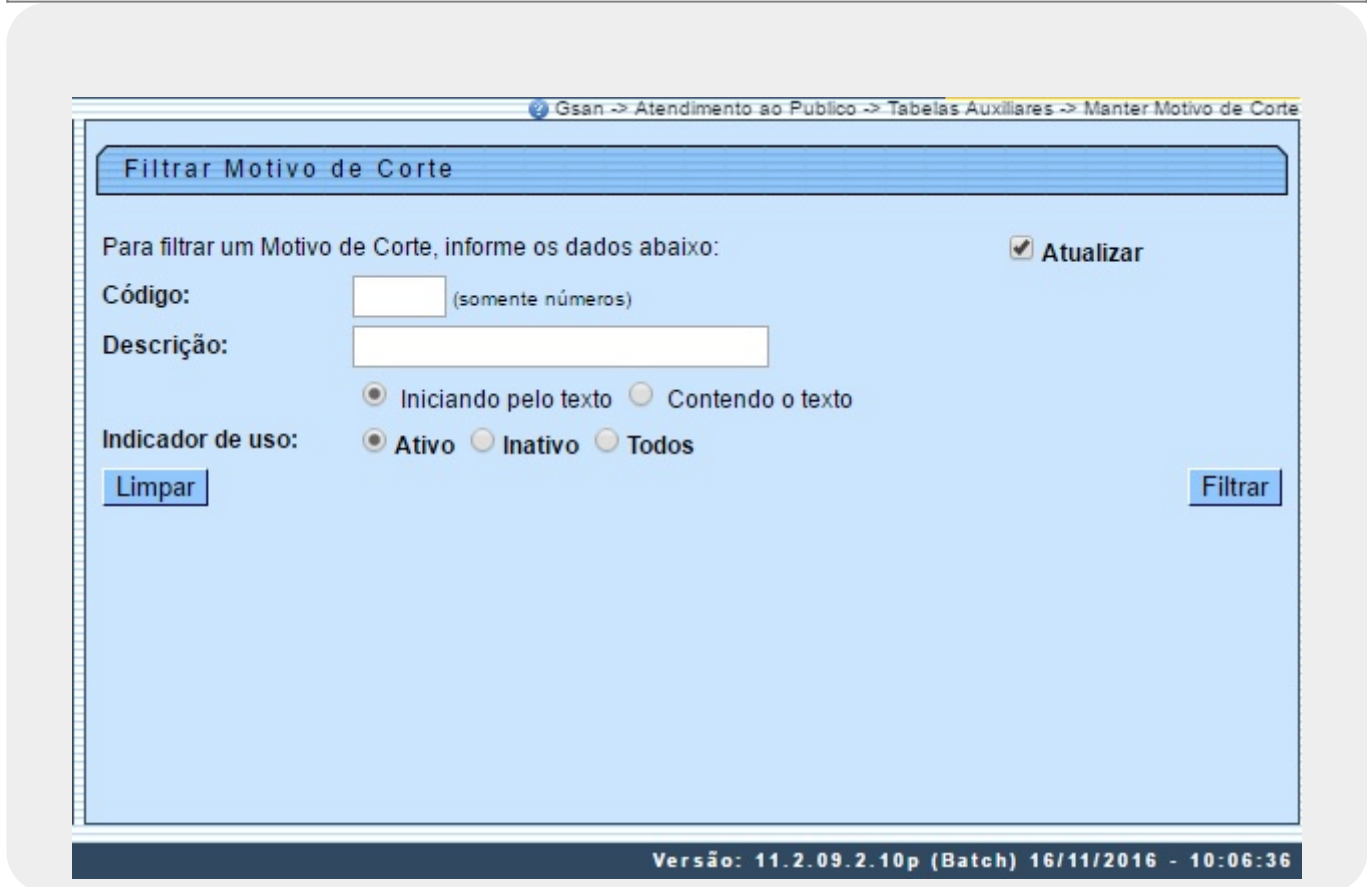 Gsan -> Atendimento ao Publico -> Tabelas Auxiliares -> Manter Motivo de Corte
Filtrar Motivo de Corte
Para filtrar um Motivo de Corte, informe os dados abaixo: Atualizar
Código: (somente números)
Descrição:
Iniciando pelo texto Contendo o texto
Indicador de uso: Ativo Inativo Todos
Limpar Filtrar
Versão: 11.2.09.2.10p (Batch) 16/11/2016 - 10:06:36